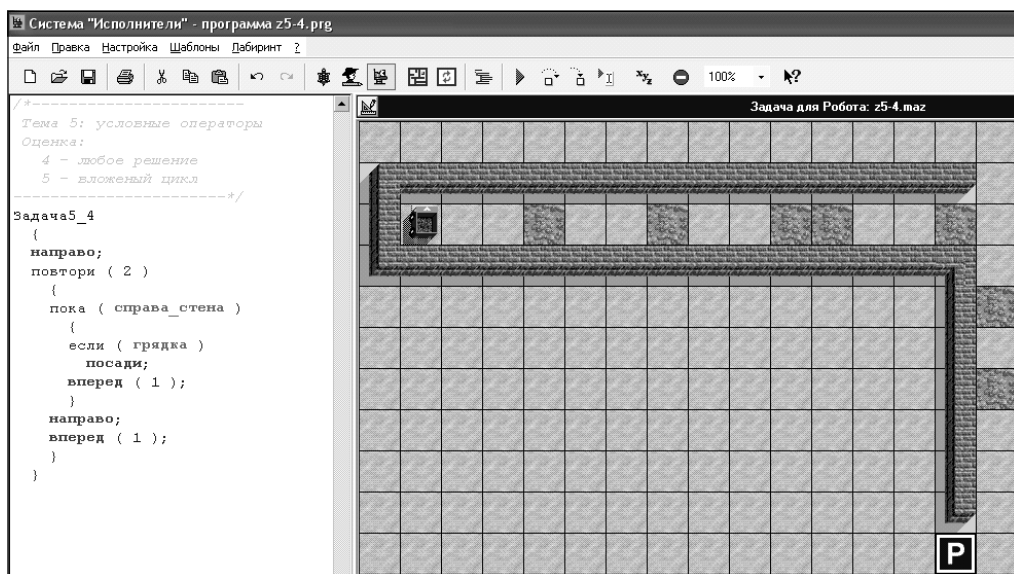 Система "Исполнители" - программа z5-4.prg
Файл Правка Настройка Шаблоны Лабиринт ?
100%
/*-----------------------
Тема 5: условные операторы
Оценка:
4 - любое решение
5 - вложеный цикл
-----------------------*/
Задача5_4
{
направо;
повтори ( 2 )
{
пока ( справа_стена )
{
если ( грядка )
посади;
вперед ( 1 );
}
направо;
вперед ( 1 );
}
}
Задача для Робота: z5-4.maz
P